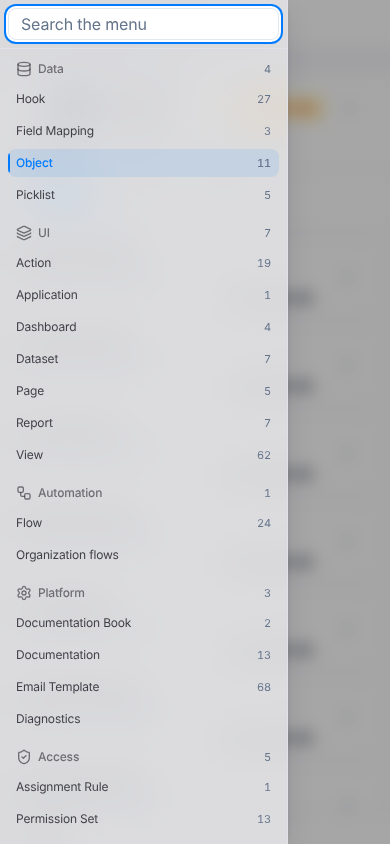 Search the menu
Data 4
Hook 27
Field Mapping 3
Object 11
Picklist 5
UI 7
Action 19
Application 1
Dashboard 4
Dataset 7
Page 5
Report 7
View 62
Automation 1
Flow 24
Organization flows
Platform 3
Documentation Book 2
Documentation 13
Email Template 68
Diagnostics
Access 5
Assignment Rule 1
Permission Set 13